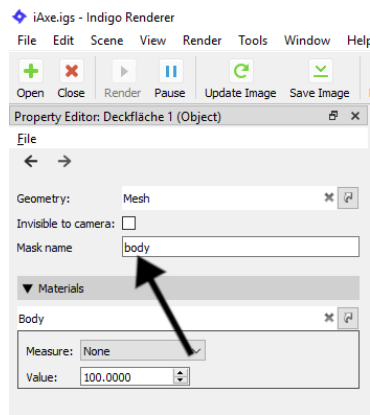 iAxe.igs - Indigo Renderer
File Edit Scene View Render Tools Window Help
Open Close Render Pause Update Image Save Image
Property Editor: Deckfläche 1 (Object)
File
Geometry: Mesh
Invisible to camera:
Mask name body
Materials
Body
Measure: None
Value: 100.0000